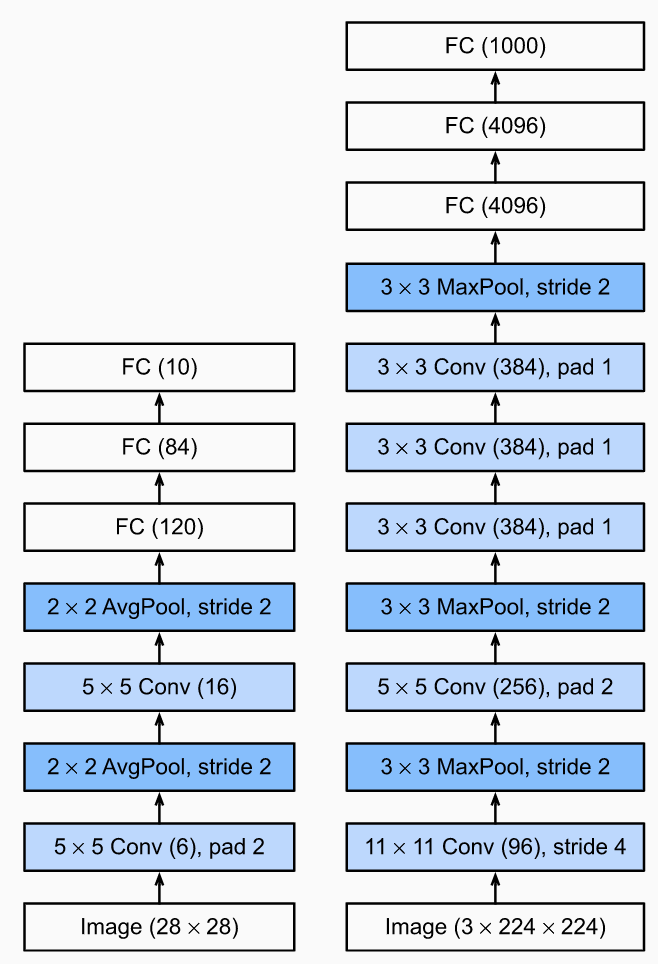 FC (10)
FC (84)
FC (120)
2 × 2 AvgPool, stride 2
5 × 5 Conv (16)
2 × 2 AvgPool, stride 2
5 × 5 Conv (6), pad 2
Image (28 × 28)
FC (1000)
FC (4096)
FC (4096)
3 × 3 MaxPool, stride 2
3 × 3 Conv (384), pad 1
3 × 3 Conv (384), pad 1
3 × 3 Conv (384), pad 1
3 × 3 MaxPool, stride 2
5 × 5 Conv (256), pad 2
3 × 3 MaxPool, stride 2
11 × 11 Conv (96), stride 4
Image (3 × 224 × 224)